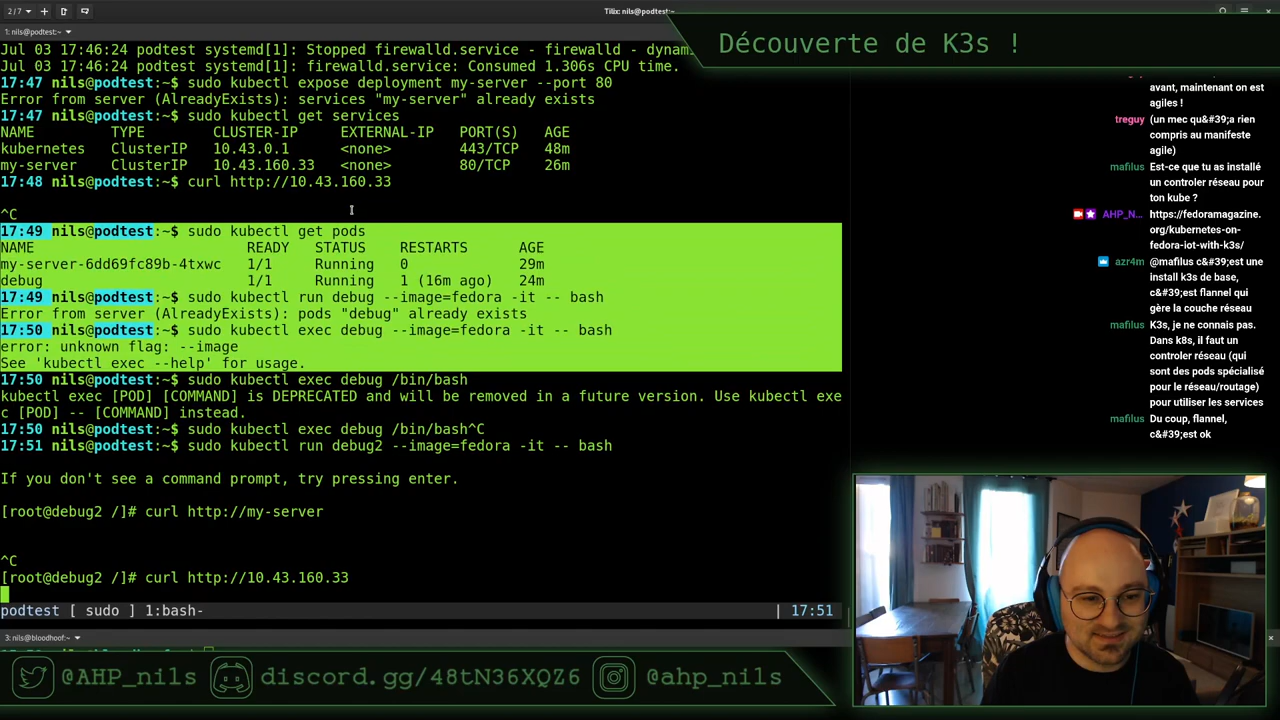 2/7
Tilix: nils@podtest:~
1: nils@podtest:~
Jul 03 17:46:24 podtest systemd[1]: Stopped firewalld.service - firewalld - dynami
Jul 03 17:46:24 podtest systemd[1]: firewalld.service: Consumed 1.306s CPU time.
17:47 nils@podtest:~$ sudo kubectl expose deployment my-server --port 80
Error from server (AlreadyExists): services "my-server" already exists
17:47 nils@podtest:~$ sudo kubectl get services
NAME TYPE CLUSTER-IP EXTERNAL-IP PORT(S) AGE
kubernetes ClusterIP 10.43.0.1 <none> 443/TCP 48m
my-server ClusterIP 10.43.160.33 <none> 80/TCP 26m
17:48 nils@podtest:~$ curl http://10.43.160.33
^C
17:49 nils@podtest:~$ sudo kubectl get pods
NAME READY STATUS RESTARTS AGE
my-server-6dd69fc89b-4txwc 1/1 Running 0 29m
debug 1/1 Running 1 (16m ago) 24m
17:49 nils@podtest:~$ sudo kubectl run debug --image=fedora -it -- bash
Error from server (AlreadyExists): pods "debug" already exists
17:50 nils@podtest:~$ sudo kubectl exec debug --image=fedora -it -- bash
error: unknown flag: --image
See 'kubectl exec --help' for usage.
17:50 nils@podtest:~$ sudo kubectl exec debug /bin/bash
kubectl exec [POD] [COMMAND] is DEPRECATED and will be removed in a future version. Use kubectl exe
c [POD] -- [COMMAND] instead.
17:50 nils@podtest:~$ sudo kubectl exec debug /bin/bash^C
17:51 nils@podtest:~$ sudo kubectl run debug2 --image=fedora -it -- bash
If you don't see a command prompt, try pressing enter.
[root@debug2 /]# curl http://my-server
^C
[root@debug2 /]# curl http://10.43.160.33
podtest [ sudo ] 1:bash- | 17:51
3: nils@bloodhoof:~
Découverte de K3s !
avant, maintenant on est
agiles !
treguy (un mec qu&#39;a rien
compris au manifeste
agile)
mafilus Est-ce que tu as installé
un controler réseau pour
ton kube ?
AHP_N... https://fedoramagazine.
org/kubernetes-on-
fedora-iot-with-k3s/
azr4m @mafilus c&#39;est une
install k3s de base,
c&#39;est flannel qui
gère la couche réseau
mafilus K3s, je ne connais pas.
Dans k8s, il faut un
controler réseau (qui
sont des pods spécialisé
pour le réseau/routage)
pour utiliser les services
mafilus Du coup, flannel,
c&#39;est ok
@AHP_nils discord.gg/48tN36XQZ6 @ahp_nils